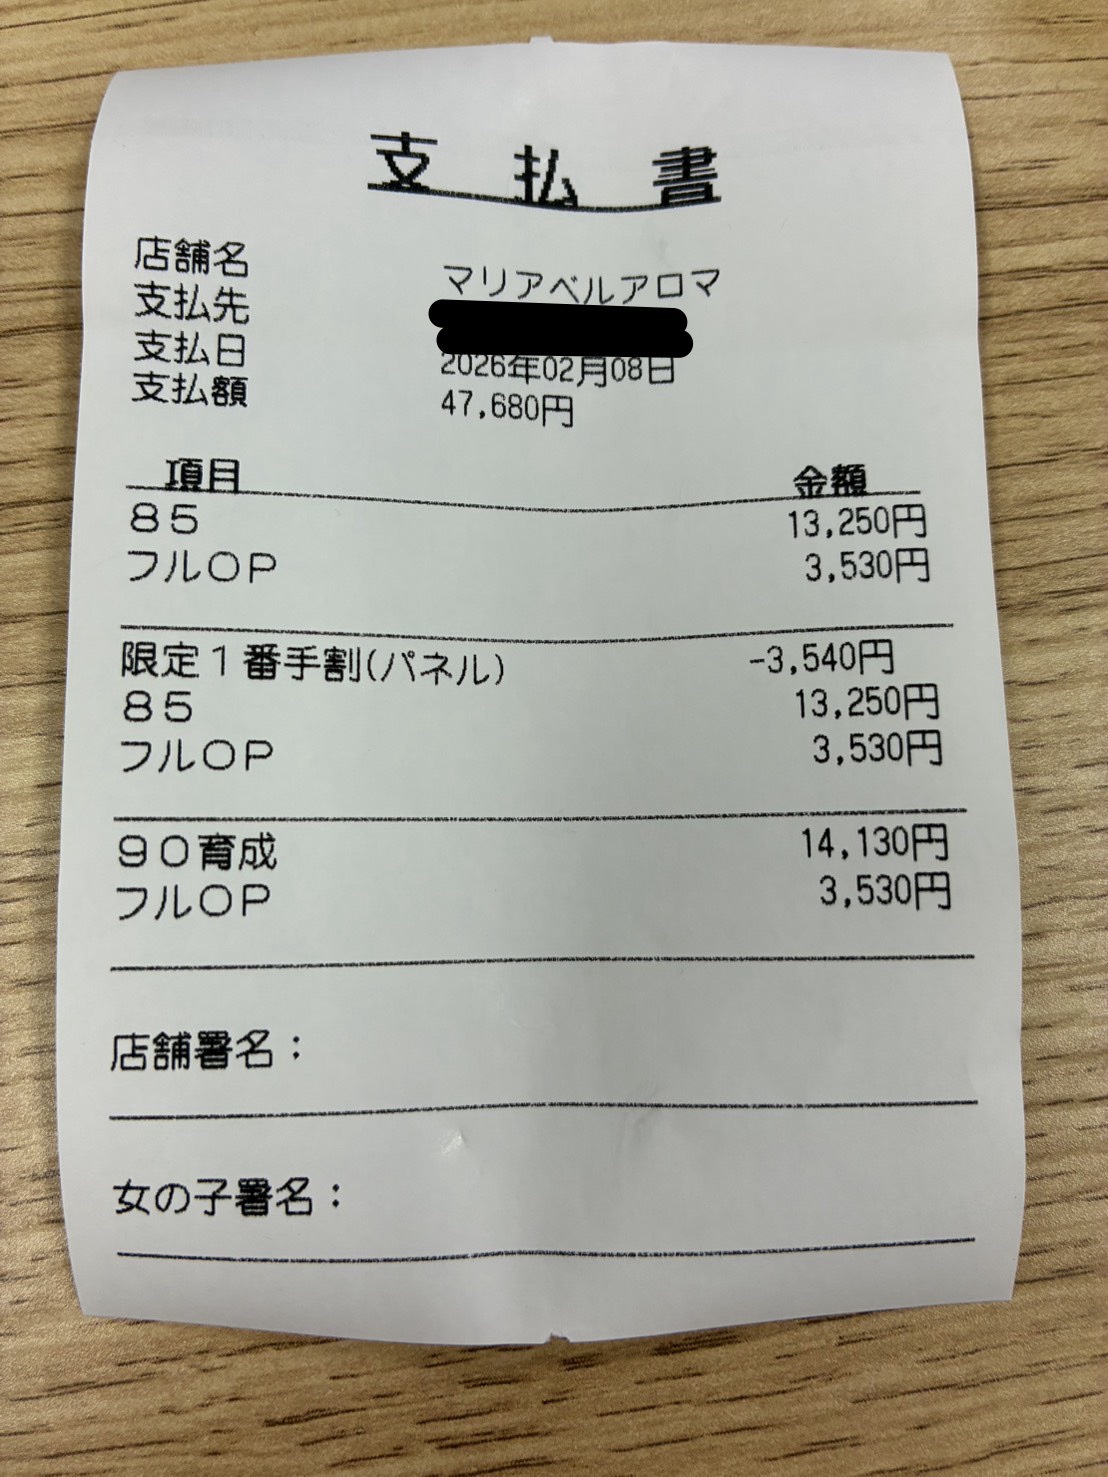 支払書
店舗名 マリアベルアロマ
支払先
支払日 2026年02月08日
支払額 47,680円
項目 金額
85 13,250円
フルOP 3,530円
限定1番手割(パネル) -3,540円
85 13,250円
フルOP 3,530円
90育成 14,130円
フルOP 3,530円
店舗署名：
女の子署名：